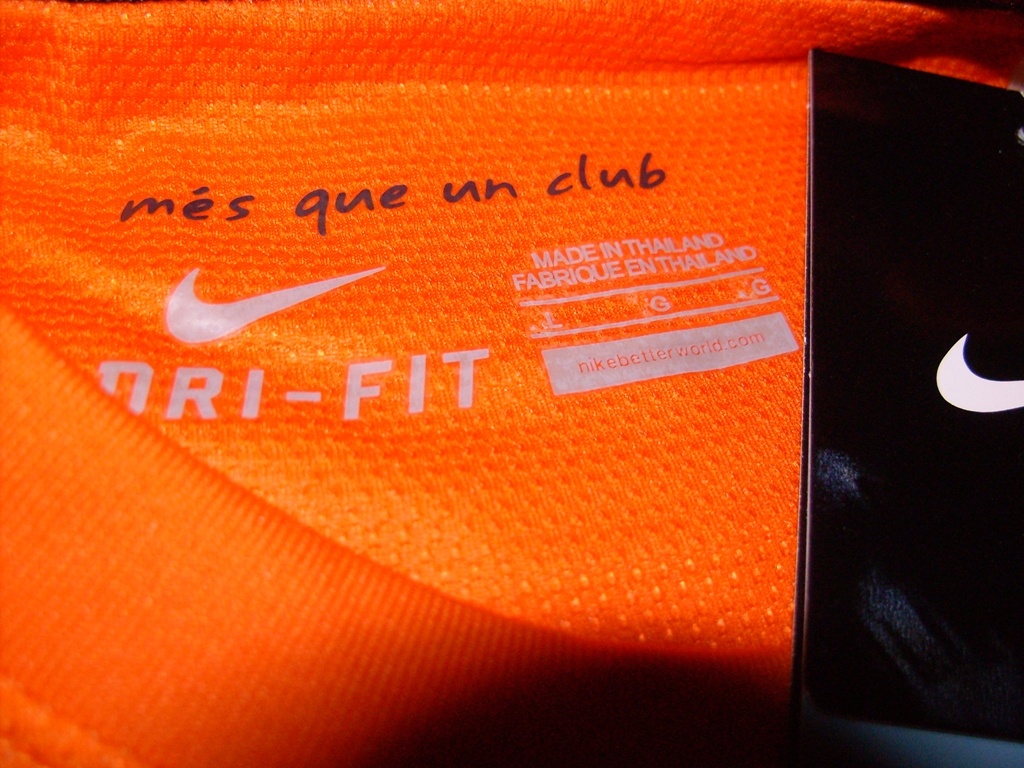 més que un club
MADE IN THAILAND
FABRIQUE EN THAILAND
L G G
nikebetterworld.com
DRI-FIT